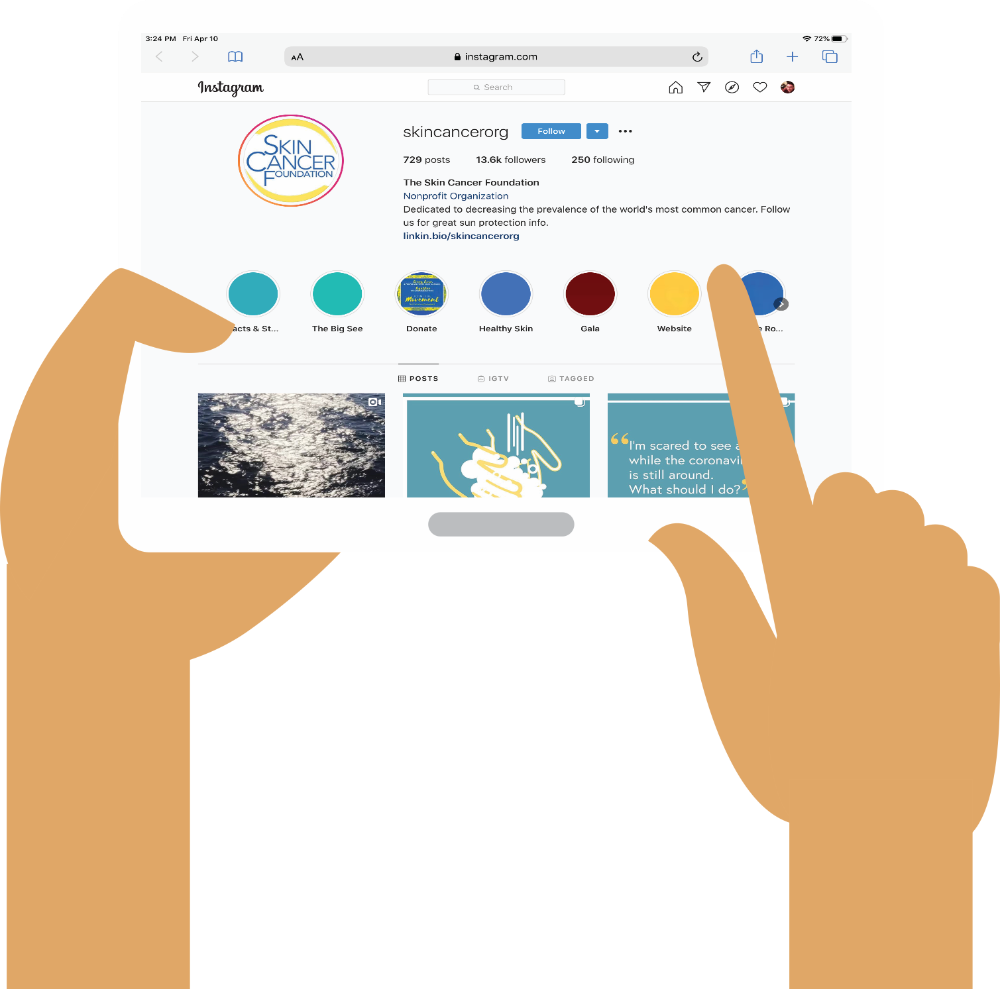 3:24 PM Fri Apr 10
72%
AA
instagram.com
Instagram
Search
SKIN
CANCER
FOUNDATION
skincancerorg
Follow
729 posts 13.6k followers 250 following
The Skin Cancer Foundation
Nonprofit Organization
Dedicated to decreasing the prevalence of the world's most common cancer. Follow
us for great sun protection info.
linkin.bio/skincancerorg
Together
Movement
acts & St...
The Big See
Donate
Healthy Skin
Gala
Website
e Ro...
POSTS
IGTV
TAGGED
“I'm scared to see
while the coronavi
is still around.
What should I do?”